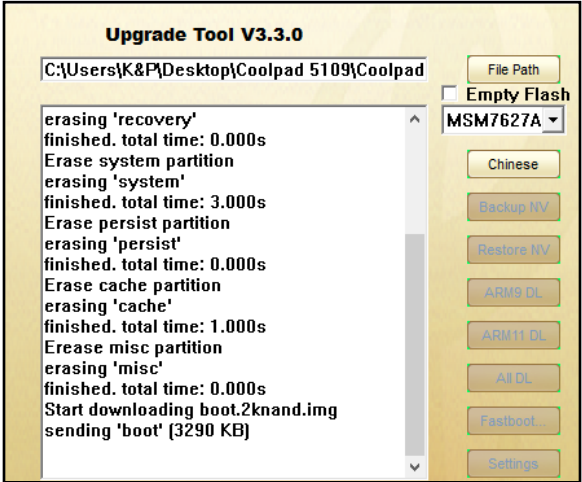 Upgrade Tool V3.3.0
C:\Users\K&P\Desktop\Coolpad 5109\Coolpad
File Path
Empty Flash
MSM7627A
erasing 'recovery'
finished. total time: 0.000s
Erase system partition
erasing 'system'
finished. total time: 3.000s
Erase persist partition
erasing 'persist'
finished. total time: 0.000s
Erase cache partition
erasing 'cache'
finished. total time: 1.000s
Erease misc partition
erasing 'misc'
finished. total time: 0.000s
Start downloading boot.2knand.img
sending 'boot' (3290 KB)
Chinese
Backup NV
Restore NV
ARM9 DL
ARM11 DL
All DL
Fastboot...
Settings